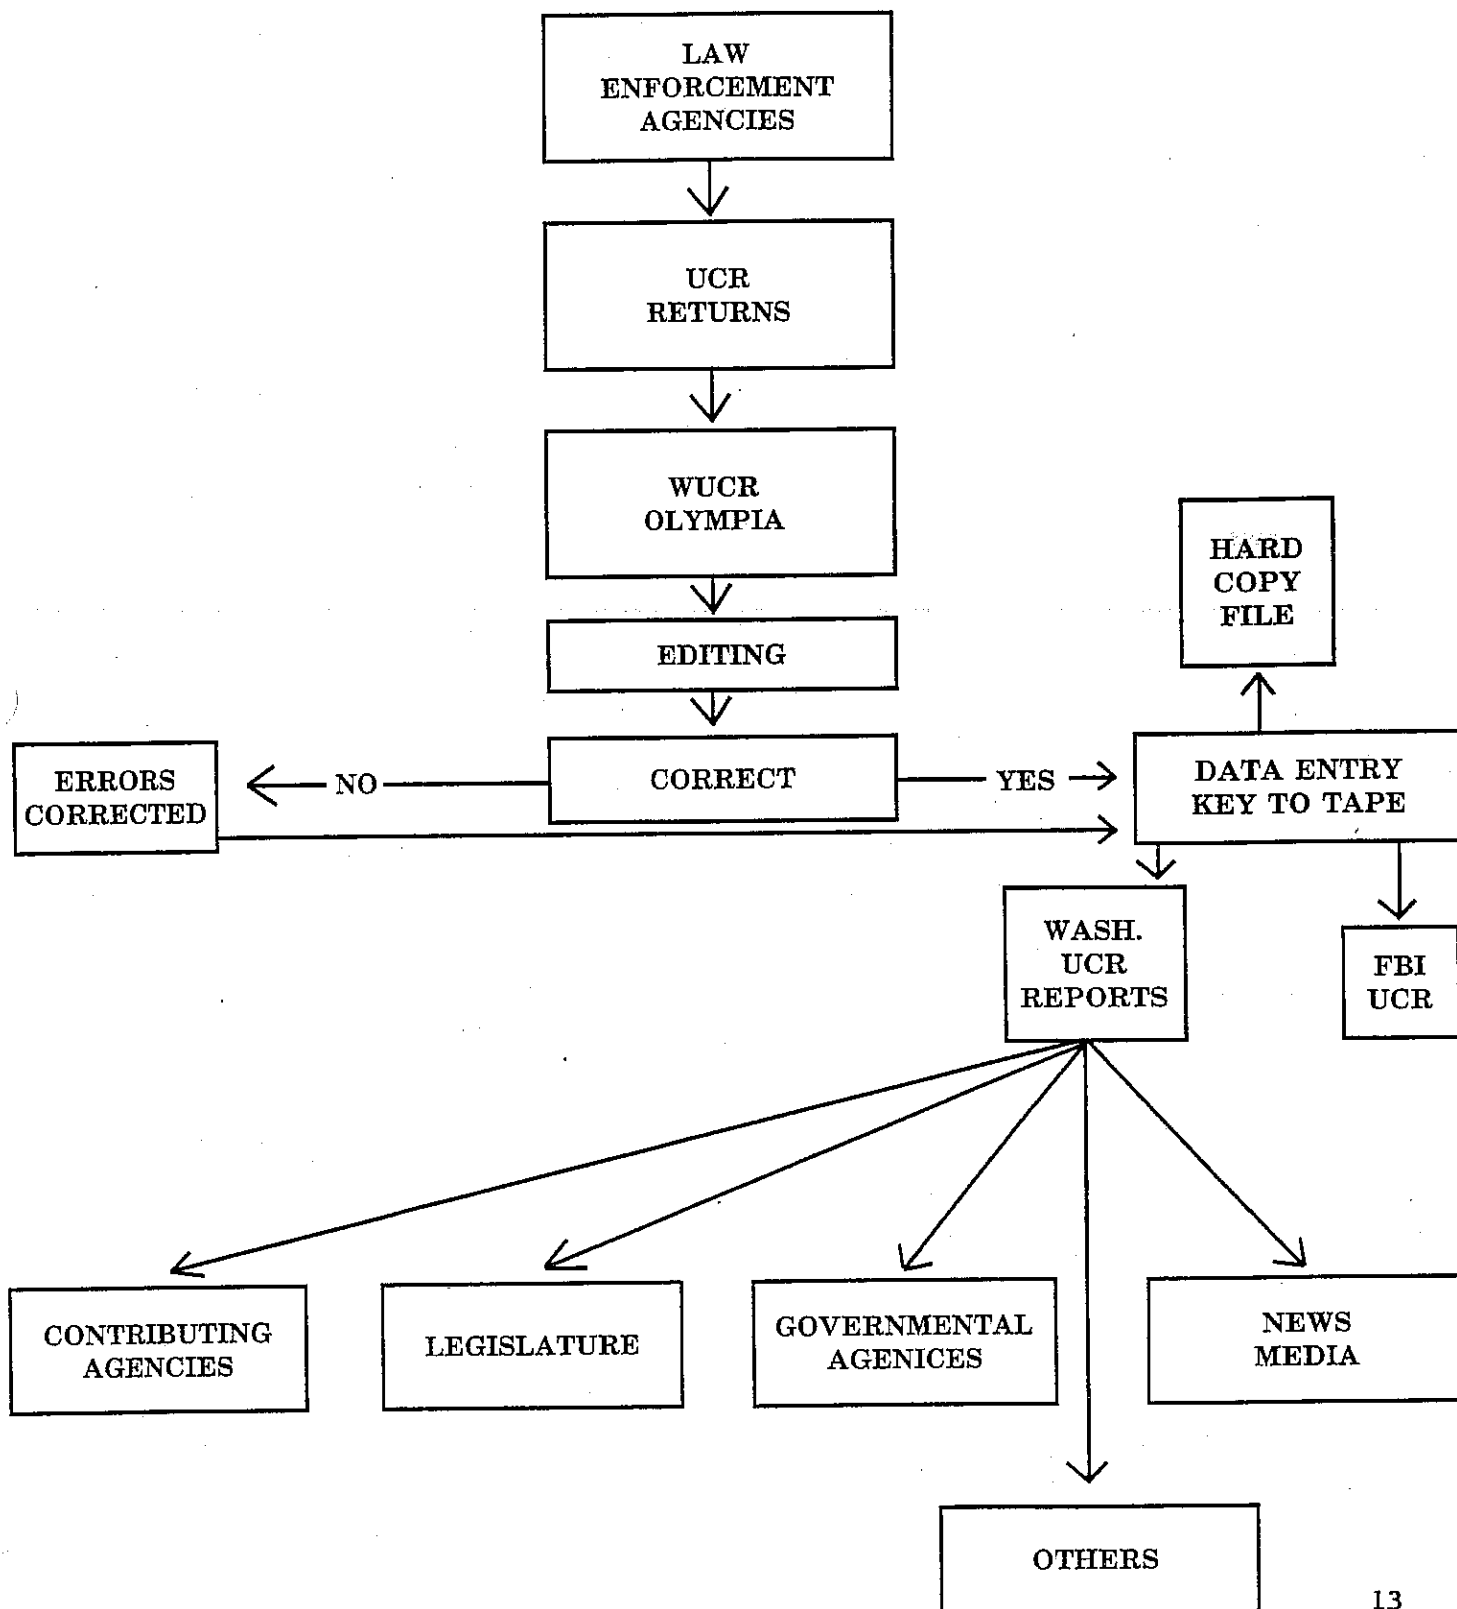 LAW
ENFORCEMENT
AGENCIES
UCR
RETURNS
WUCR
OLYMPIA
HARD
COPY
FILE
EDITING
ERRORS
CORRECTED
NO
CORRECT
YES
DATA ENTRY
KEY TO TAPE
WASH.
UCR
REPORTS
FBI
UCR
CONTRIBUTING
AGENCIES
LEGISLATURE
GOVERNMENTAL
AGENICES
NEWS
MEDIA
OTHERS
13